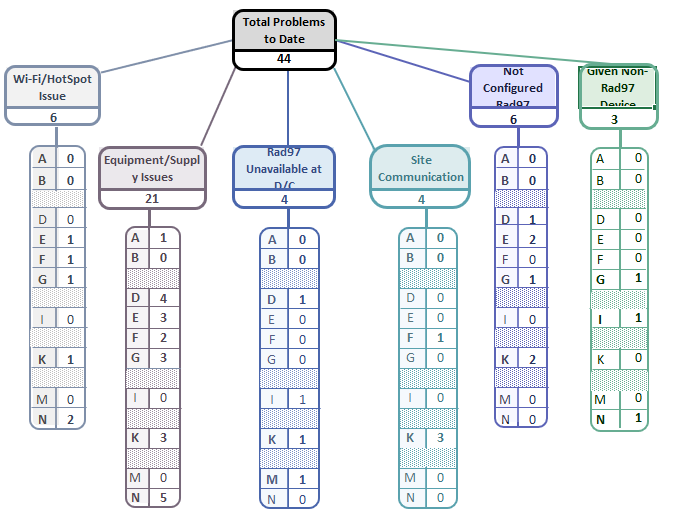 Total Problems
to Date
44
Wi-Fi/HotSpot
Issue
6
A 0
B 0
D 0
E 1
F 1
G 1
I 0
K 1
M 0
N 2
Equipment/Suppl
y Issues
21
A 1
B 0
D 4
E 3
F 2
G 3
I 0
K 3
M 0
N 5
Rad97
Unavailable at
D/C
4
A 0
B 0
D 1
E 0
F 0
G 0
I 1
K 1
M 1
N 0
Site
Communication
4
A 0
B 0
D 0
E 0
F 1
G 0
I 0
K 3
M 0
N 0
Not
Configured
Rad97
6
A 0
B 0
D 1
E 2
F 0
G 1
I 0
K 2
M 0
N 0
Given Non-
Rad97
Device
3
A 0
B 0
D 0
E 0
F 0
G 1
I 1
K 0
M 0
N 1